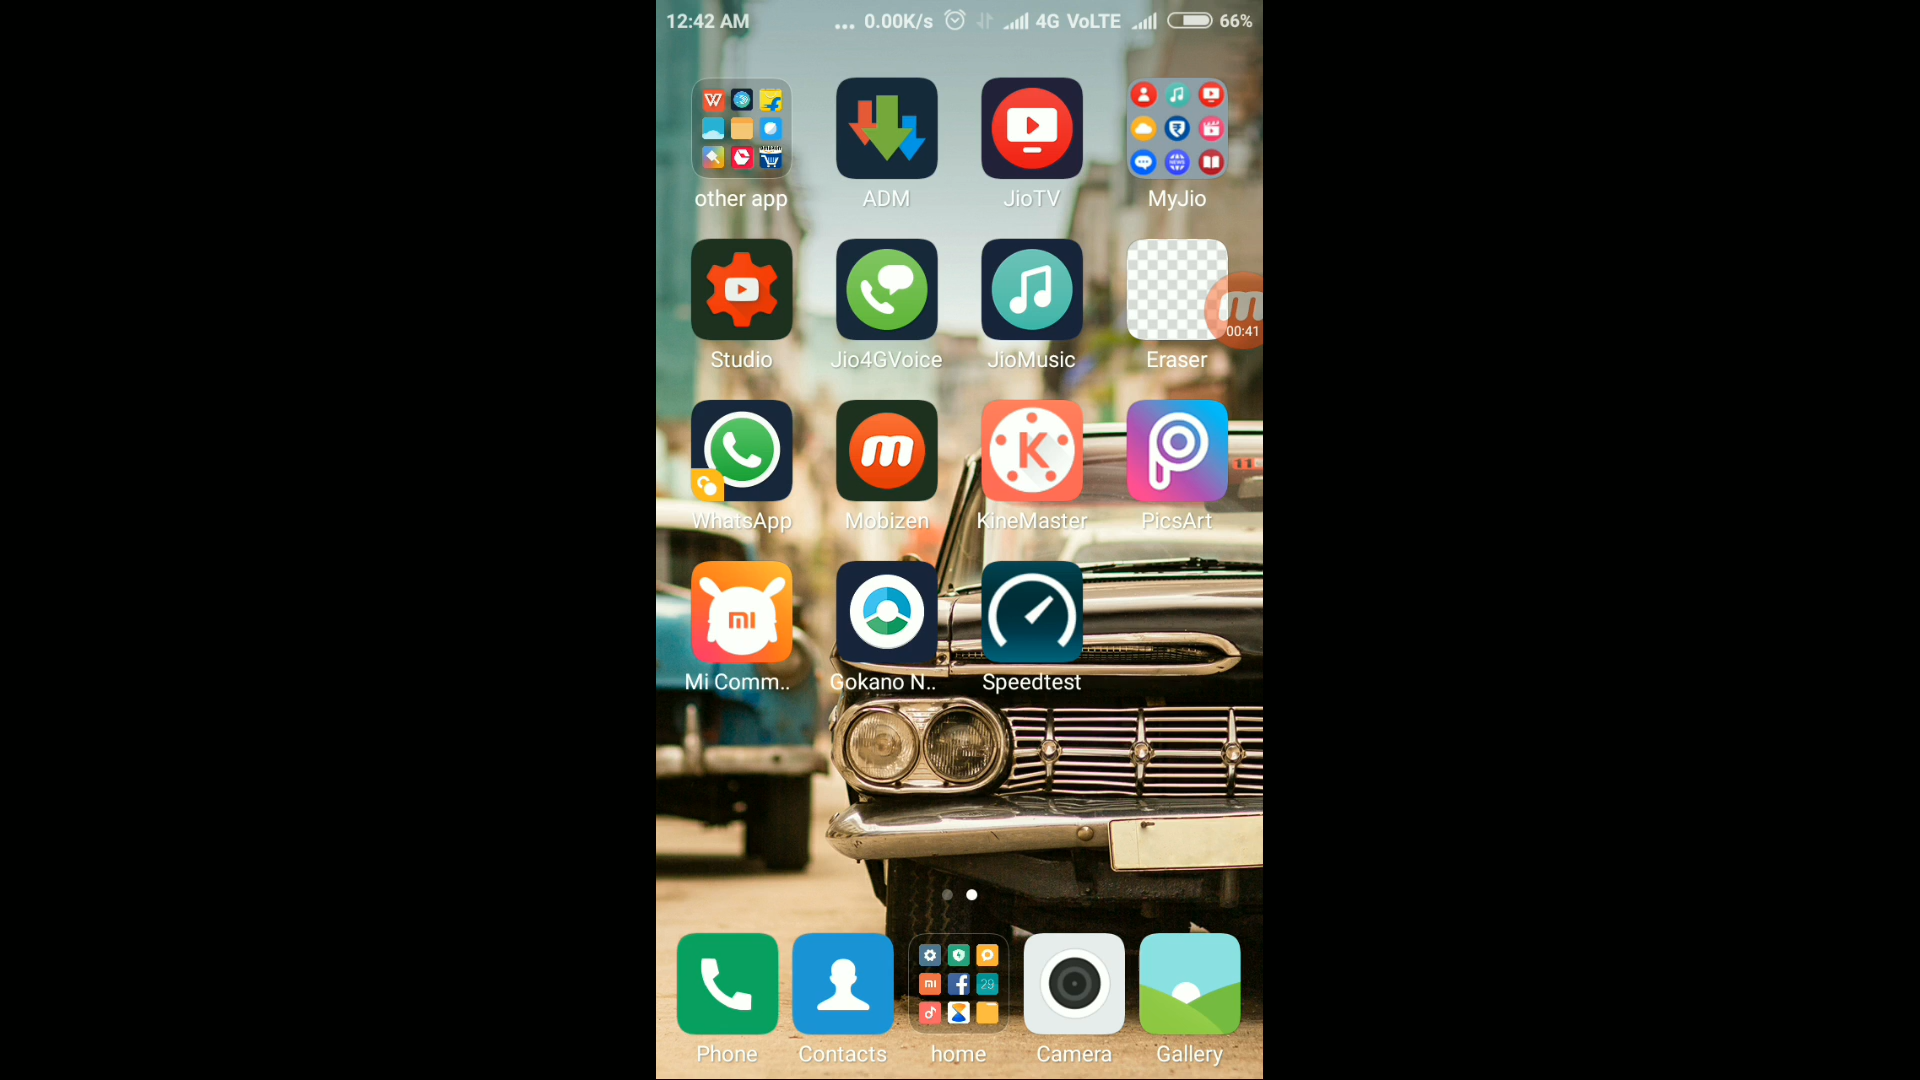 12:42 AM ... 0.00K/s 4G VoLTE 66%
other app ADM JioTV MyJio
Studio Jio4GVoice JioMusic Eraser
00:41
WhatsApp Mobizen KineMaster PicsArt
MI
Mi Comm.. Gokano N.. Speedtest
Phone Contacts home Camera Gallery